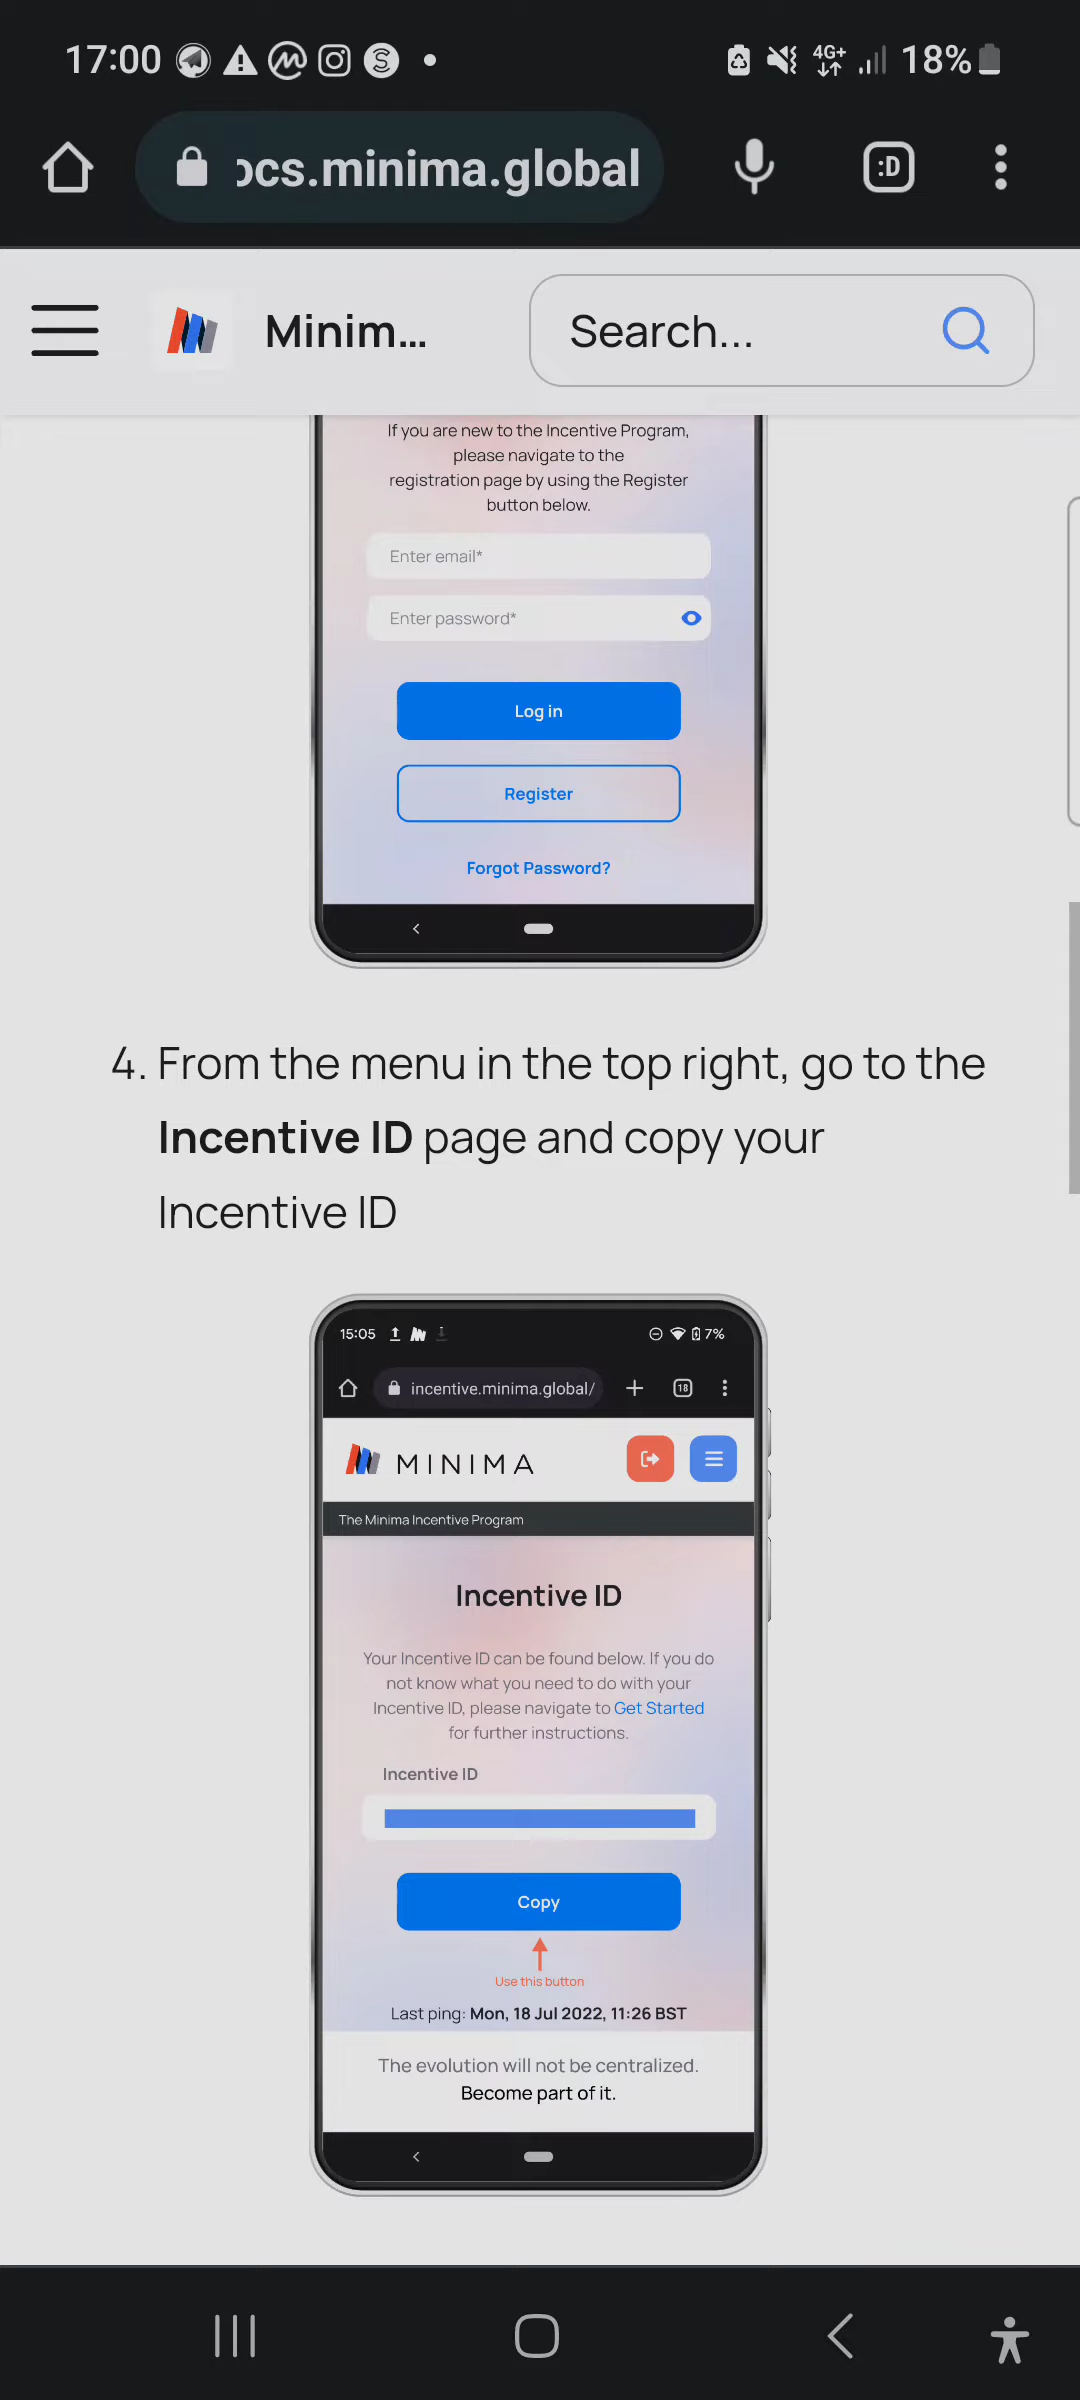 17:00
4G+
18%
ocs.minima.global
:D
Minim...
Search...
If you are new to the Incentive Program,
please navigate to the
registration page by using the Register
button below.
Enter email*
Enter password*
Log in
Register
Forgot Password?
4. From the menu in the top right, go to the
Incentive ID page and copy your
Incentive ID
15:05
7%
incentive.minima.global/
18
MINIMA
The Minima Incentive Program
Incentive ID
Your Incentive ID can be found below. If you do
not know what you need to do with your
Incentive ID, please navigate to Get Started
for further instructions.
Incentive ID
Copy
Use this button
Last ping: Mon, 18 Jul 2022, 11:26 BST
The evolution will not be centralized.
Become part of it.